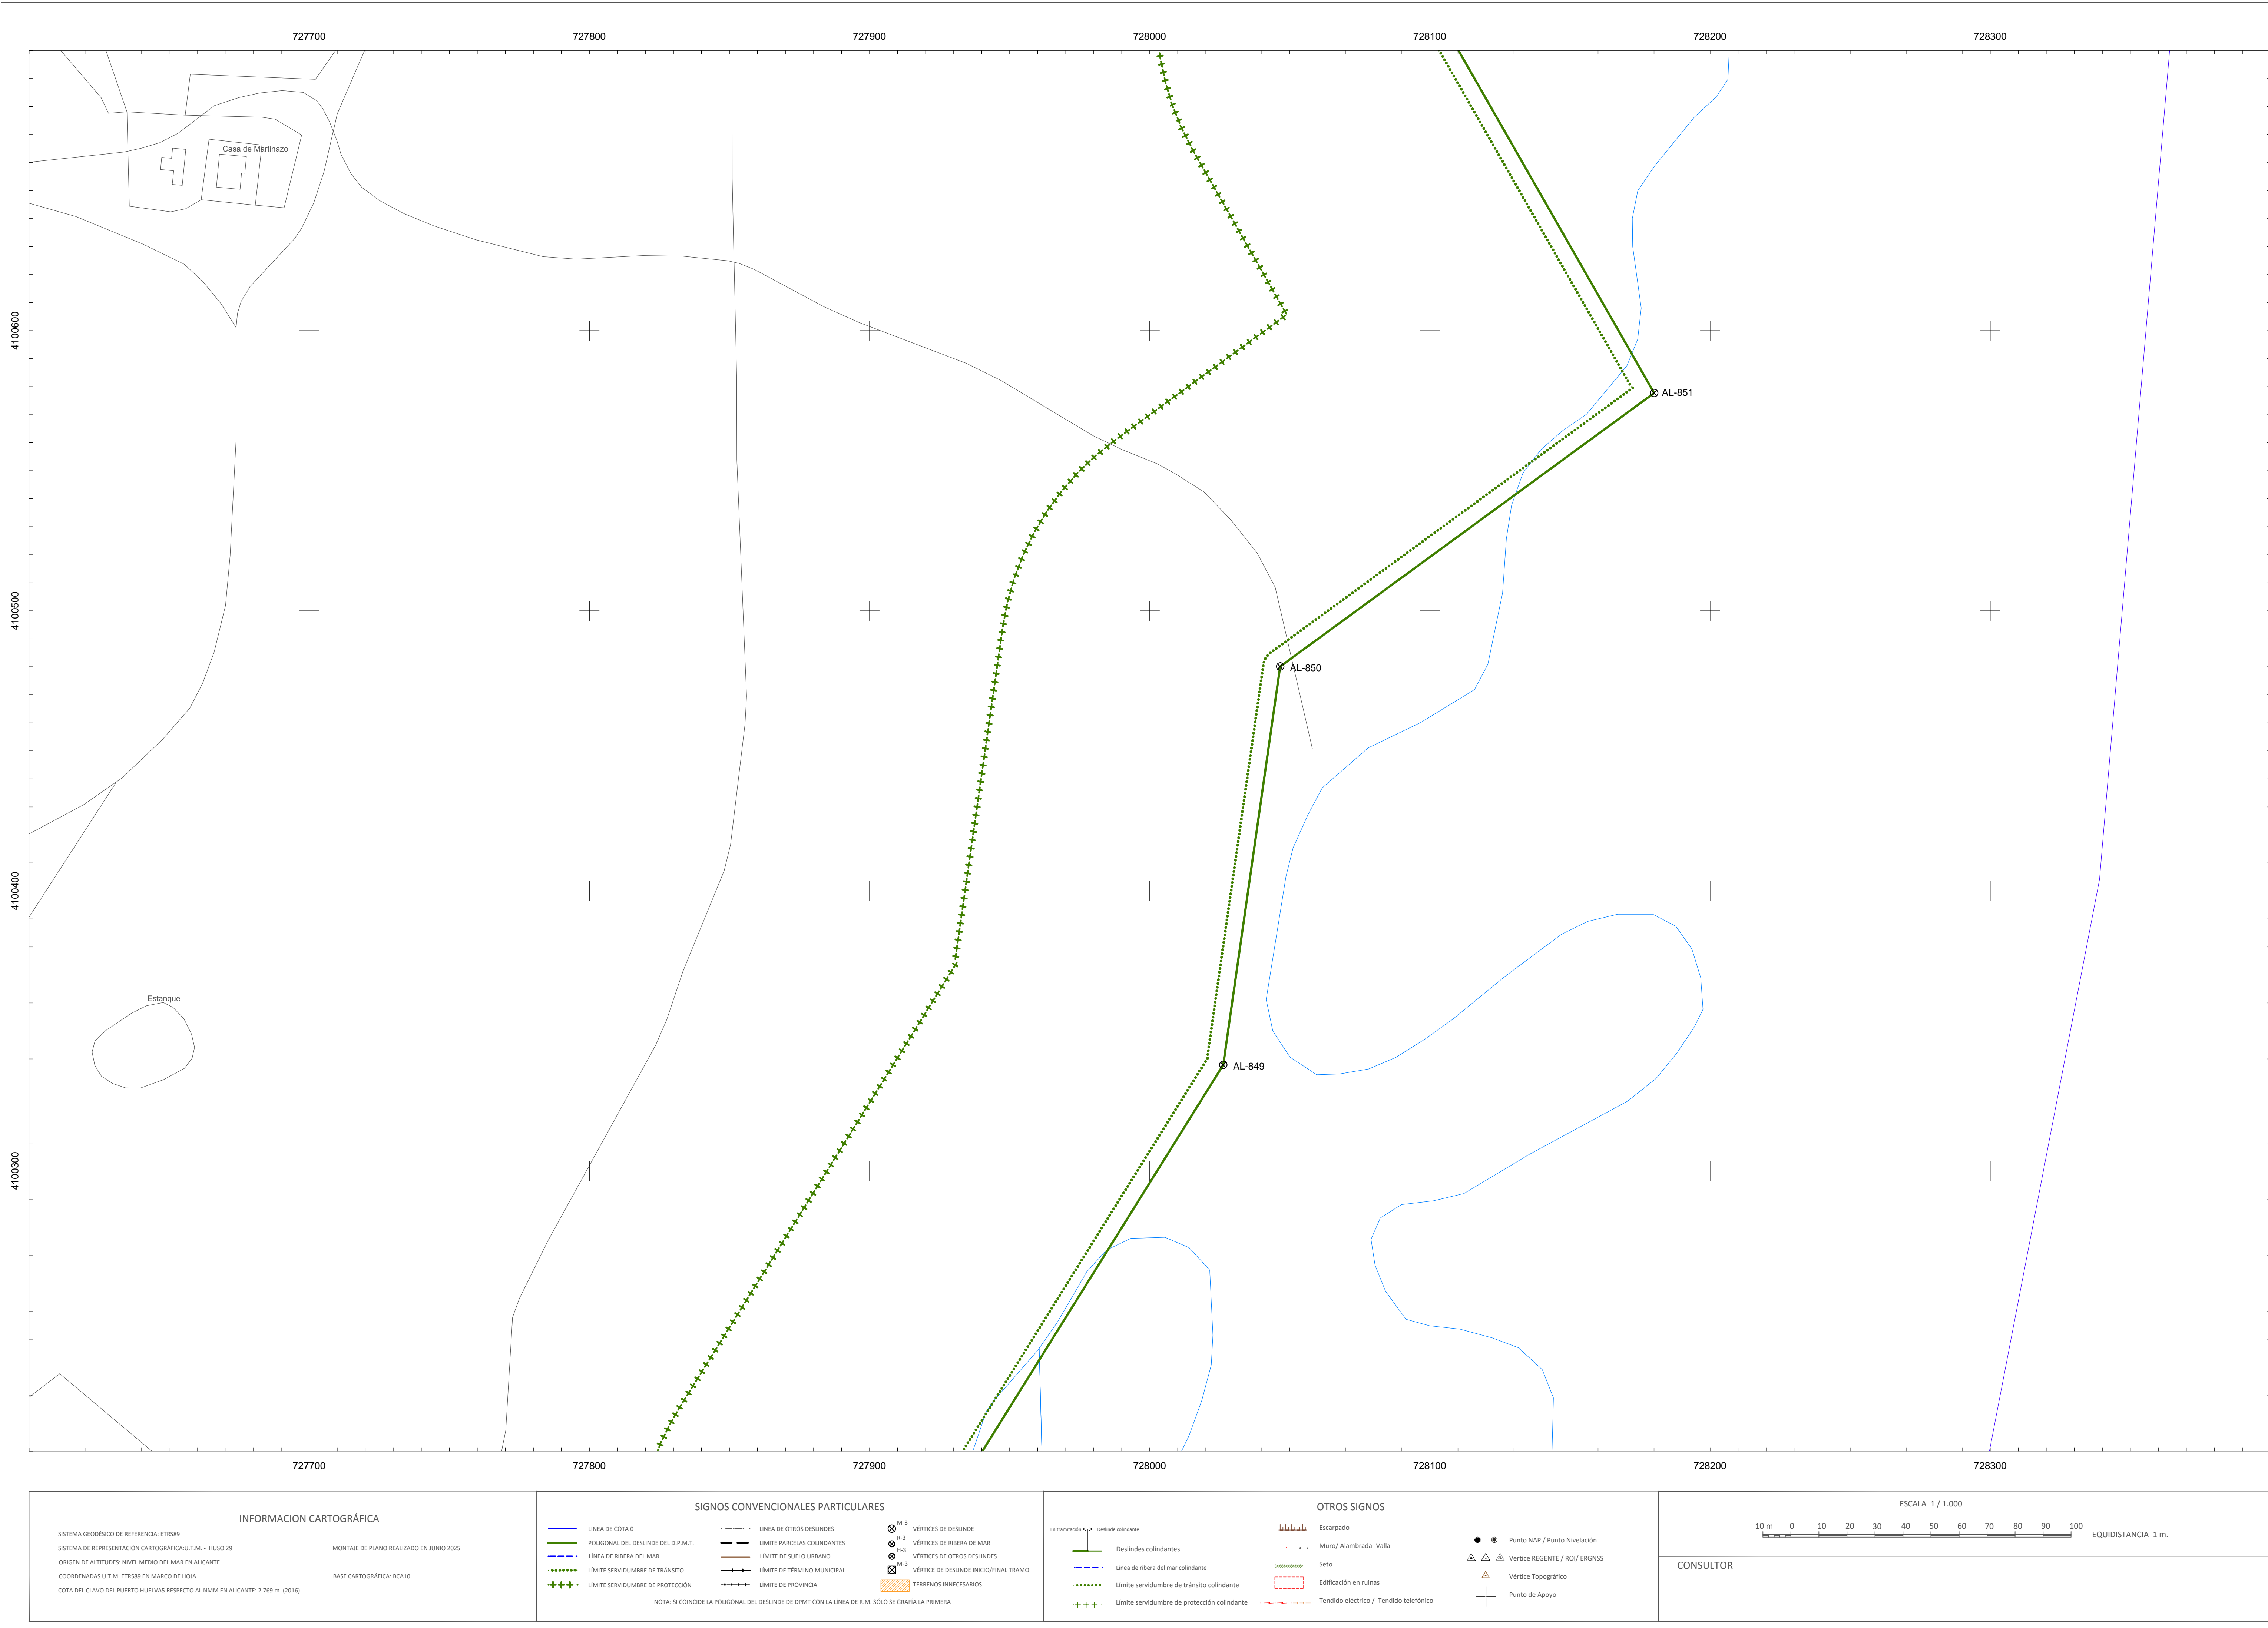 727700 727800 727900 728000 728100 728200 728300
Casa de Martinazo
4100600
AL-851
4100500
AL-850
4100400
Estanque
AL-849
4100300
727700 727800 727900 728000 728100 728200 728300
INFORMACION CARTOGRÁFICA
SISTEMA GEODÉSICO DE REFERENCIA: ETRS89
SISTEMA DE REPRESENTACIÓN CARTOGRÁFICA:U.T.M. - HUSO 29
MONTAJE DE PLANO REALIZADO EN JUNIO 2025
ORIGEN DE ALTITUDES: NIVEL MEDIO DEL MAR EN ALICANTE
COORDENADAS U.T.M. ETRS89 EN MARCO DE HOJA
BASE CARTOGRÁFICA: BCA10
COTA DEL CLAVO DEL PUERTO HUELVAS RESPECTO AL NMM EN ALICANTE: 2.769 m. (2016)
SIGNOS CONVENCIONALES PARTICULARES
LINEA DE COTA 0
POLIGONAL DEL DESLINDE DEL D.P.M.T.
LÍNEA DE RIBERA DEL MAR
LÍMITE SERVIDUMBRE DE TRÁNSITO
LÍMITE SERVIDUMBRE DE PROTECCIÓN
LINEA DE OTROS DESLINDES
LIMITE PARCELAS COLINDANTES
LÍMITE DE SUELO URBANO
LÍMITE DE TÉRMINO MUNICIPAL
LÍMITE DE PROVINCIA
M-3
VÉRTICES DE DESLINDE
R-3
VÉRTICES DE RIBERA DE MAR
H-3
VÉRTICES DE OTROS DESLINDES
M-3
VÉRTICE DE DESLINDE INICIO/FINAL TRAMO
TERRENOS INNECESARIOS
NOTA: SI COINCIDE LA POLIGONAL DEL DESLINDE DE DPMT CON LA LÍNEA DE R.M. SÓLO SE GRAFÍA LA PRIMERA
OTROS SIGNOS
En tramitación Deslinde colindante
Deslindes colindantes
Línea de ribera del mar colindante
Límite servidumbre de tránsito colindante
Límite servidumbre de protección colindante
Escarpado
Muro/ Alambrada -Valla
Seto
Edificación en ruinas
Tendido eléctrico / Tendido telefónico
Punto NAP / Punto Nivelación
Vertice REGENTE / ROI/ ERGNSS
Vértice Topográfico
Punto de Apoyo
ESCALA 1 / 1.000
10 m 0 10 20 30 40 50 60 70 80 90 100
EQUIDISTANCIA 1 m.
CONSULTOR